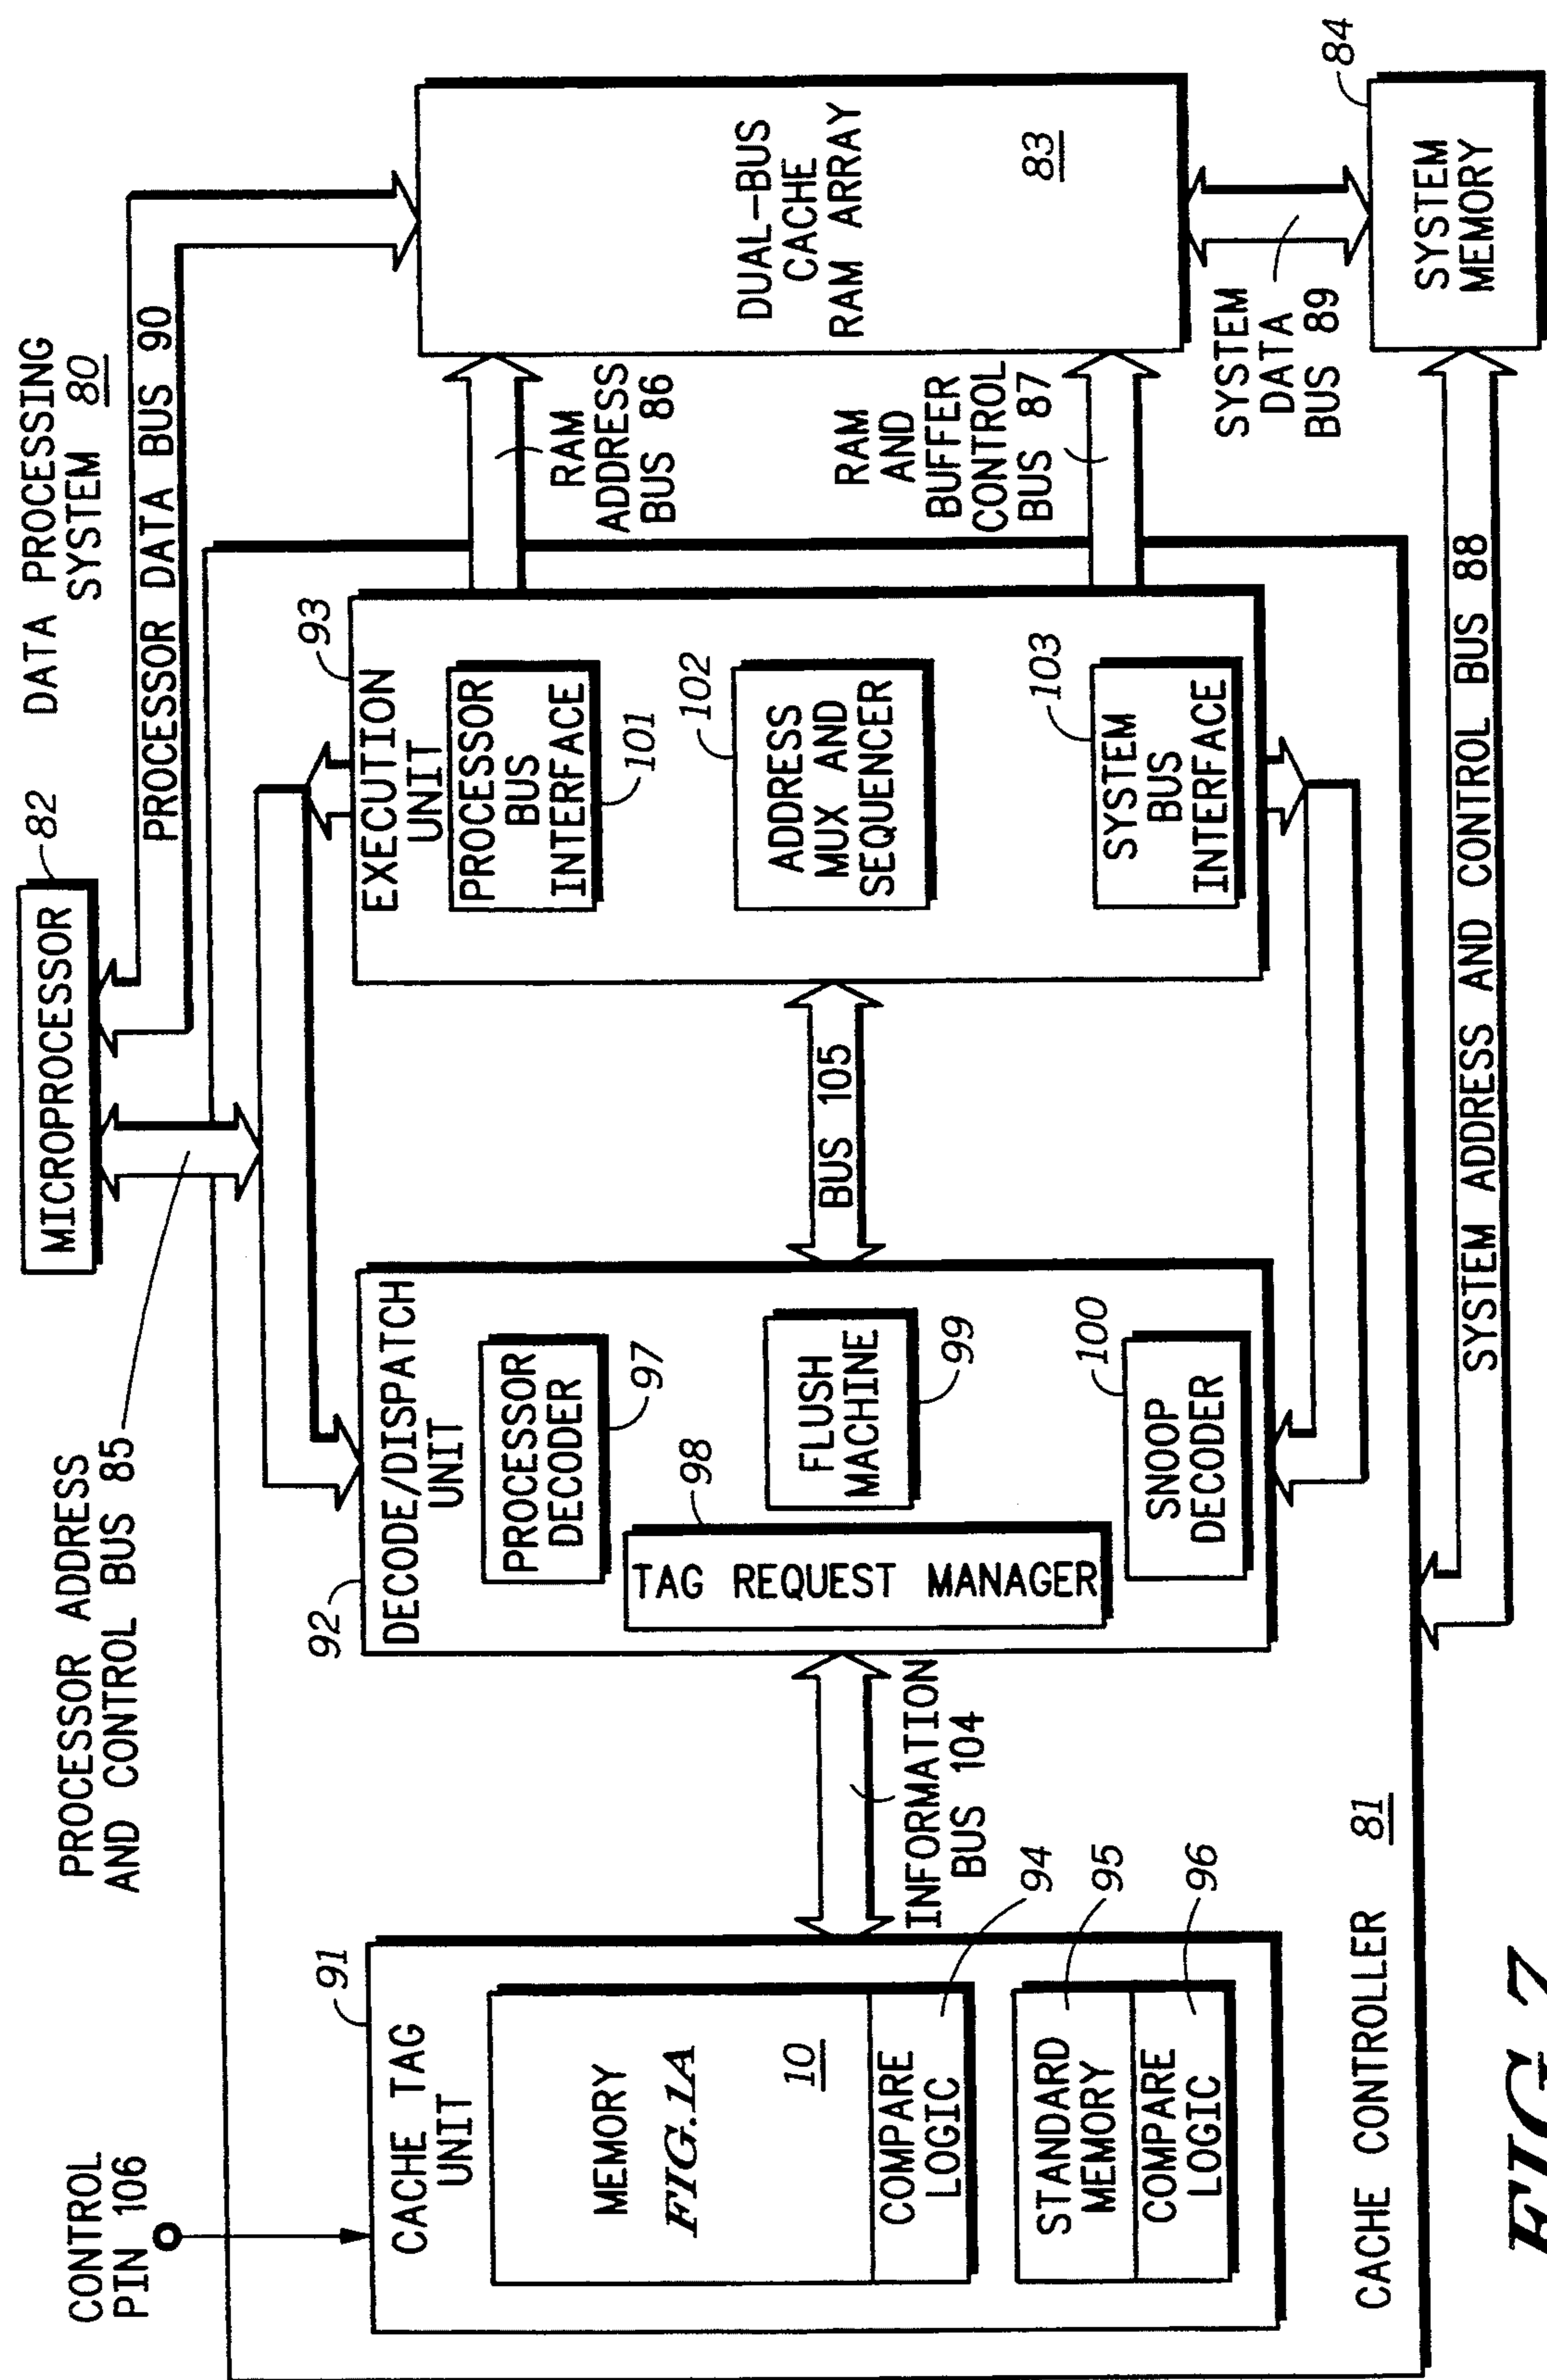 CONTROL
PIN 106
PROCESSOR ADDRESS
AND CONTROL BUS 85
MICROPROCESSOR
82
DATA PROCESSING
SYSTEM 80
PROCESSOR DATA BUS 90
91
CACHE TAG
UNIT
MEMORY
FIG.1A
10
COMPARE
LOGIC
94
STANDARD
MEMORY
95
COMPARE
LOGIC
96
INFORMATION
BUS 104
92
DECODE/DISPATCH
UNIT
PROCESSOR
DECODER
97
98
TAG REQUEST MANAGER
FLUSH
MACHINE
99
100
SNOOP
DECODER
BUS 105
93
EXECUTION
UNIT
PROCESSOR
BUS
INTERFACE
101
102
ADDRESS
MUX AND
SEQUENCER
103
SYSTEM
BUS
INTERFACE
RAM
ADDRESS
BUS 86
RAM
AND
BUFFER
CONTROL
BUS 87
DUAL-BUS
CACHE
RAM ARRAY
83
SYSTEM
DATA
BUS 89
84
SYSTEM
MEMORY
CACHE CONTROLLER 81
SYSTEM ADDRESS AND CONTROL BUS 88
FIG.7